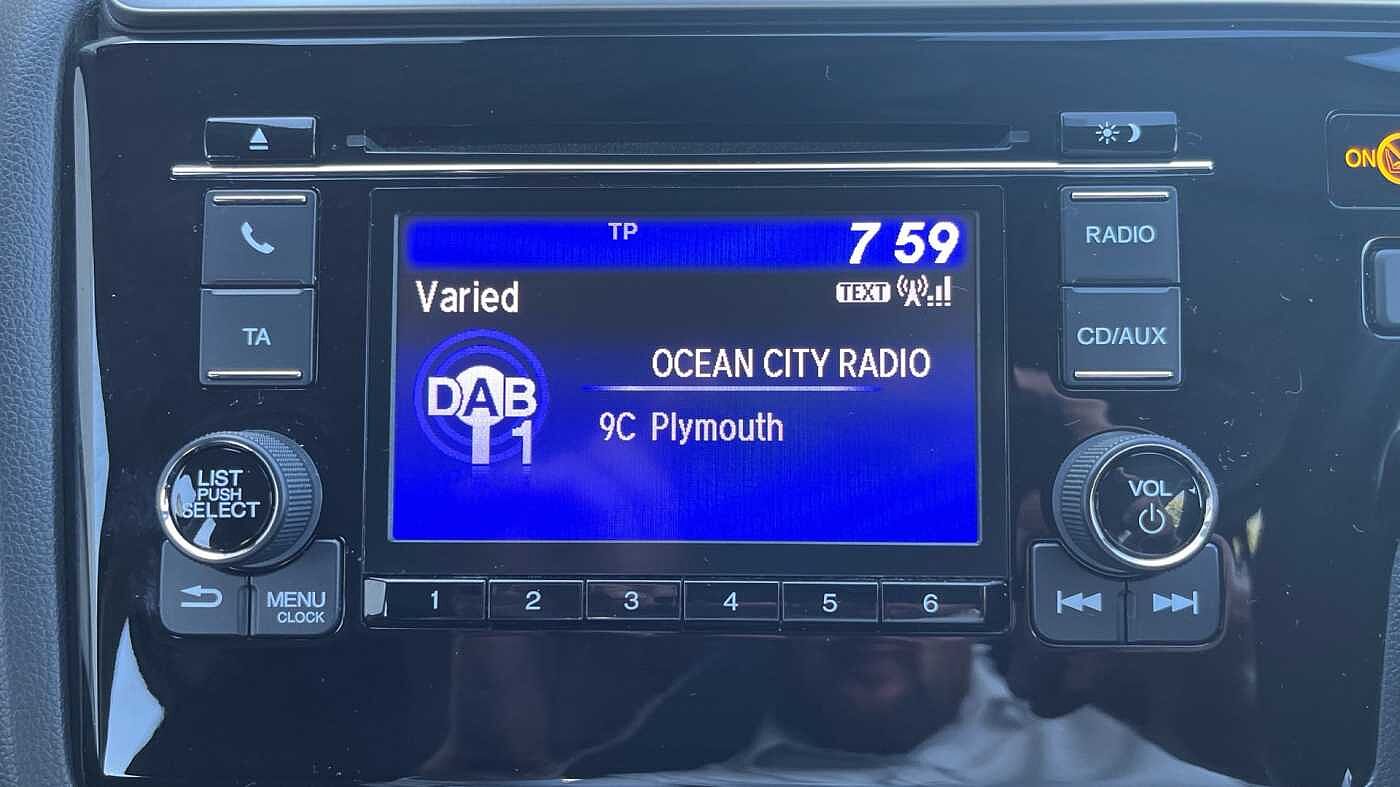 TP 7 59
ON
RADIO
Varied TEXT
TA
CD/AUX
OCEAN CITY RADIO
DAB 1
9C Plymouth
LIST
PUSH
SELECT
VOL
MENU
CLOCK
1 2 3 4 5 6